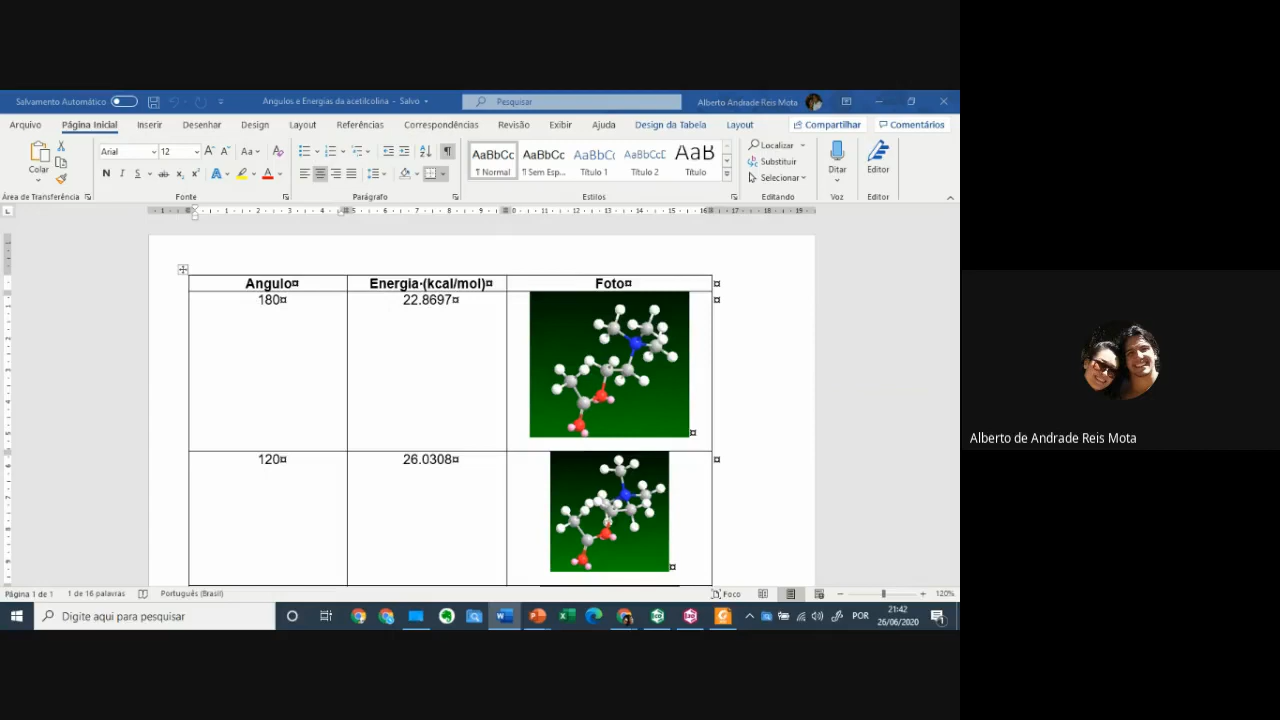 Salvamento Automático
Angulos e Energias da acetilcolina - Salvo
Pesquisar
Alberto Andrade Reis Mota
Arquivo Página Inicial Inserir Desenhar Design Layout Referências Correspondências Revisão Exibir Ajuda Design da Tabela Layout Compartilhar Comentários
Colar
Área de Transferência
Arial 12
Fonte
Parágrafo
AaBbCc AaBbCc AaBbC AaBbCcD AaB
¶ Normal ¶ Sem Esp... Título 1 Título 2 Título
Estilos
Localizar
Substituir
Selecionar
Editando
Ditar
Voz
Editor
Editor
Angulo¤ Energia·(kcal/mol)¤ Foto¤ ¤
180¤ 22.8697¤ ¤ ¤
120¤ 26.0308¤ ¤ ¤
Alberto de Andrade Reis Mota
Página 1 de 1 1 de 16 palavras Português (Brasil) Foco 120%
Digite aqui para pesquisar
POR
21:42
26/06/2020